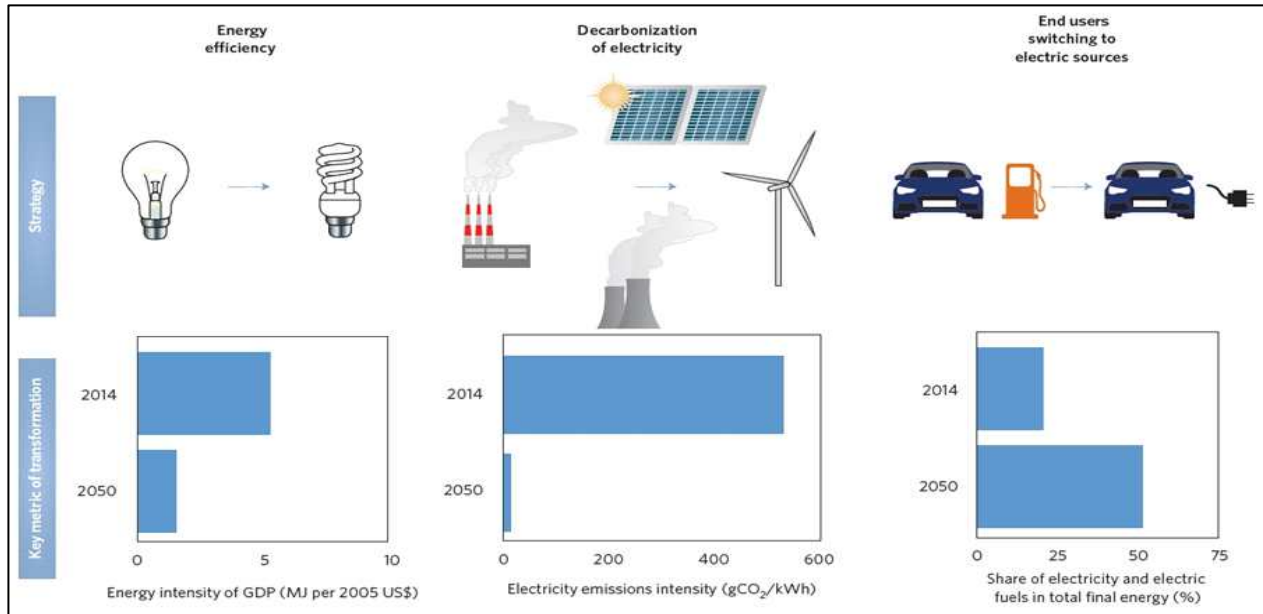 Energy
efficiency
Decarbonization
of electricity
End users
switching to
electric sources
Strategy
Key metric of transformation
2014
2050
0
5
10
Energy intensity of GDP (MJ per 2005 US$)
2014
2050
0
200
400
600
Electricity emissions intensity (gCO₂/kWh)
2014
2050
0
25
50
75
Share of electricity and electric
fuels in total final energy (%)